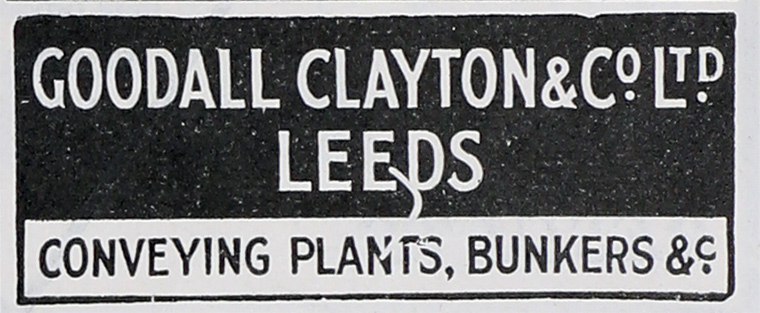 GOODALL CLAYTON & Co. LTD.
LEEDS
CONVEYING PLANTS, BUNKERS &c.